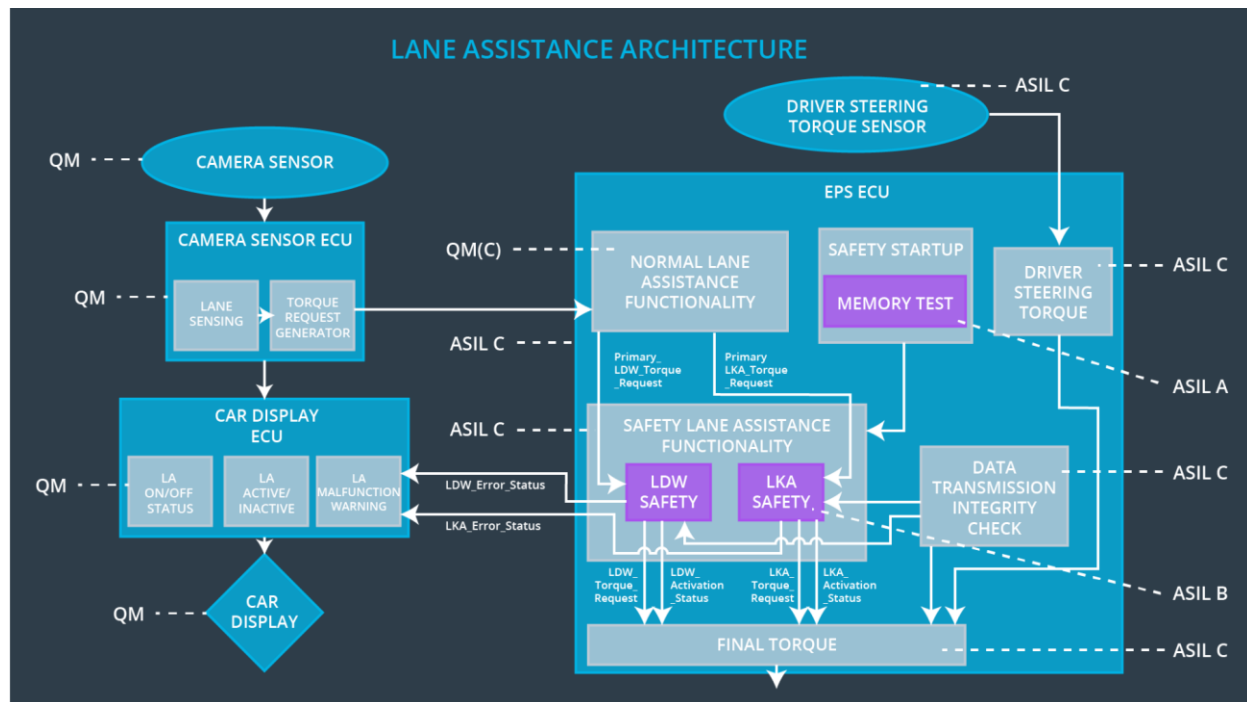 LANE ASSISTANCE ARCHITECTURE
ASIL C
DRIVER STEERING
TORQUE SENSOR
QM
CAMERA SENSOR
EPS ECU
CAMERA SENSOR ECU
QM
LANE
SENSING
TORQUE
REQUEST
GENERATOR
QM(C)
NORMAL LANE
ASSISTANCE
FUNCTIONALITY
SAFETY STARTUP
MEMORY TEST
DRIVER
STEERING
TORQUE
ASIL C
ASIL C
Primary_
LDW_Torque
_Request
Primary
LKA_Torque
_Request
ASIL A
CAR DISPLAY
ECU
QM
LA
ON/OFF
STATUS
LA
ACTIVE/
INACTIVE
LA
MALFUNCTION
WARNING
LDW_Error_Status
LKA_Error_Status
ASIL C
SAFETY LANE ASSISTANCE
FUNCTIONALITY
LDW
SAFETY
LKA
SAFETY
DATA
TRANSMISSION
INTEGRITY
CHECK
ASIL C
LDW_
Torque_
Request
LDW_
Activation
_Status
LKA_
Torque_
Request
LKA_
Activation
_Status
ASIL B
QM
CAR
DISPLAY
FINAL TORQUE
ASIL C